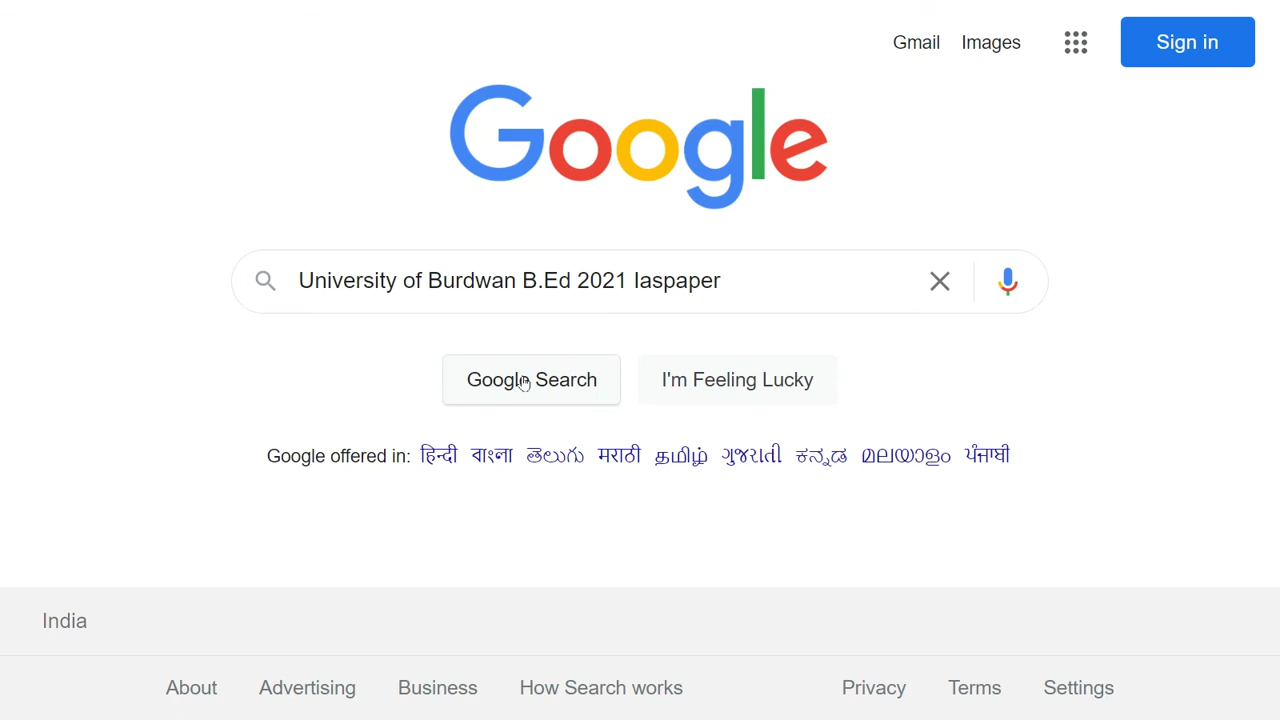 Gmail Images Sign in
Google
University of Burdwan B.Ed 2021 Iaspaper
Google Search I'm Feeling Lucky
Google offered in: हिन्दी বাংলা తెలుగు मराठी தமிழ் ગુજરાતી ಕನ್ನಡ മലയാളം ਪੰਜਾਬੀ
India
About Advertising Business How Search works Privacy Terms Settings